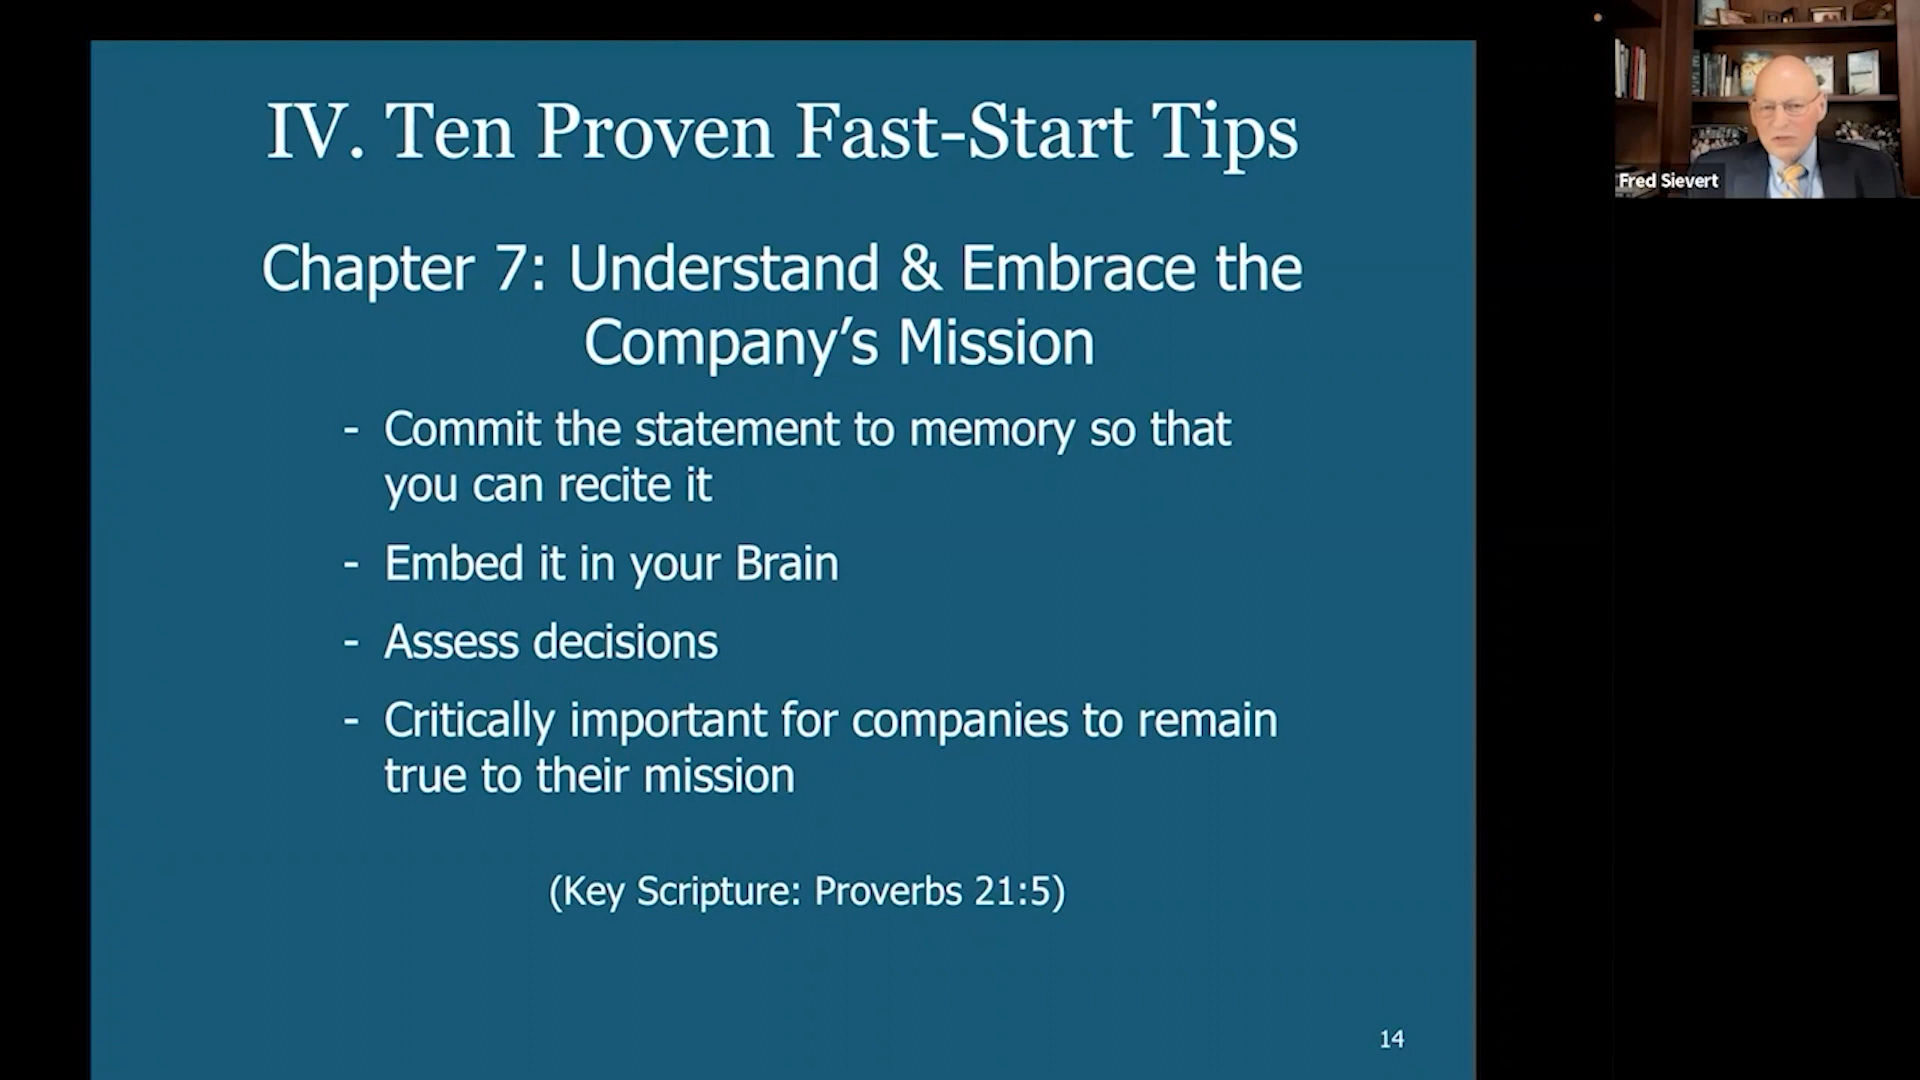 IV. Ten Proven Fast-Start Tips
Chapter 7: Understand & Embrace the
Company's Mission
- Commit the statement to memory so that
you can recite it
- Embed it in your Brain
- Assess decisions
- Critically important for companies to remain
true to their mission
(Key Scripture: Proverbs 21:5)
14
Fred Sievert